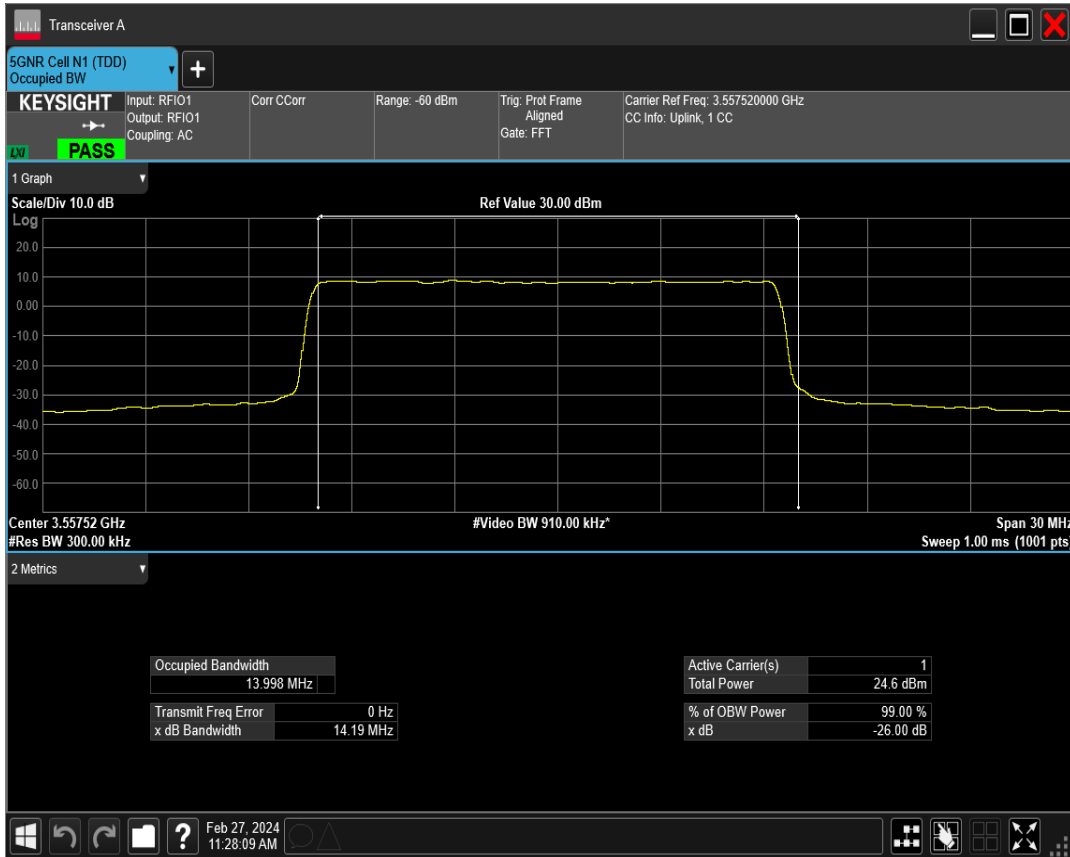 Transceiver A
5GNR Cell N1 (TDD)
Occupied BW
+
KEYSIGHT
LXI
PASS
Input: RFIO1
Output: RFIO1
Coupling: AC
Corr CCorr
Range: -60 dBm
Trig: Prot Frame
Aligned
Gate: FFT
Carrier Ref Freq: 3.557520000 GHz
CC Info: Uplink, 1 CC
1 Graph
Scale/Div 10.0 dB
Ref Value 30.00 dBm
Log
20.0
10.0
0.00
-10.0
-20.0
-30.0
-40.0
-50.0
-60.0
Center 3.55752 GHz
#Video BW 910.00 kHz*
Span 30 MHz
#Res BW 300.00 kHz
Sweep 1.00 ms (1001 pts)
2 Metrics
Occupied Bandwidth
13.998 MHz
Transmit Freq Error 0 Hz
x dB Bandwidth 14.19 MHz
Active Carrier(s) 1
Total Power 24.6 dBm
% of OBW Power 99.00 %
x dB -26.00 dB
?
Feb 27, 2024
11:28:09 AM